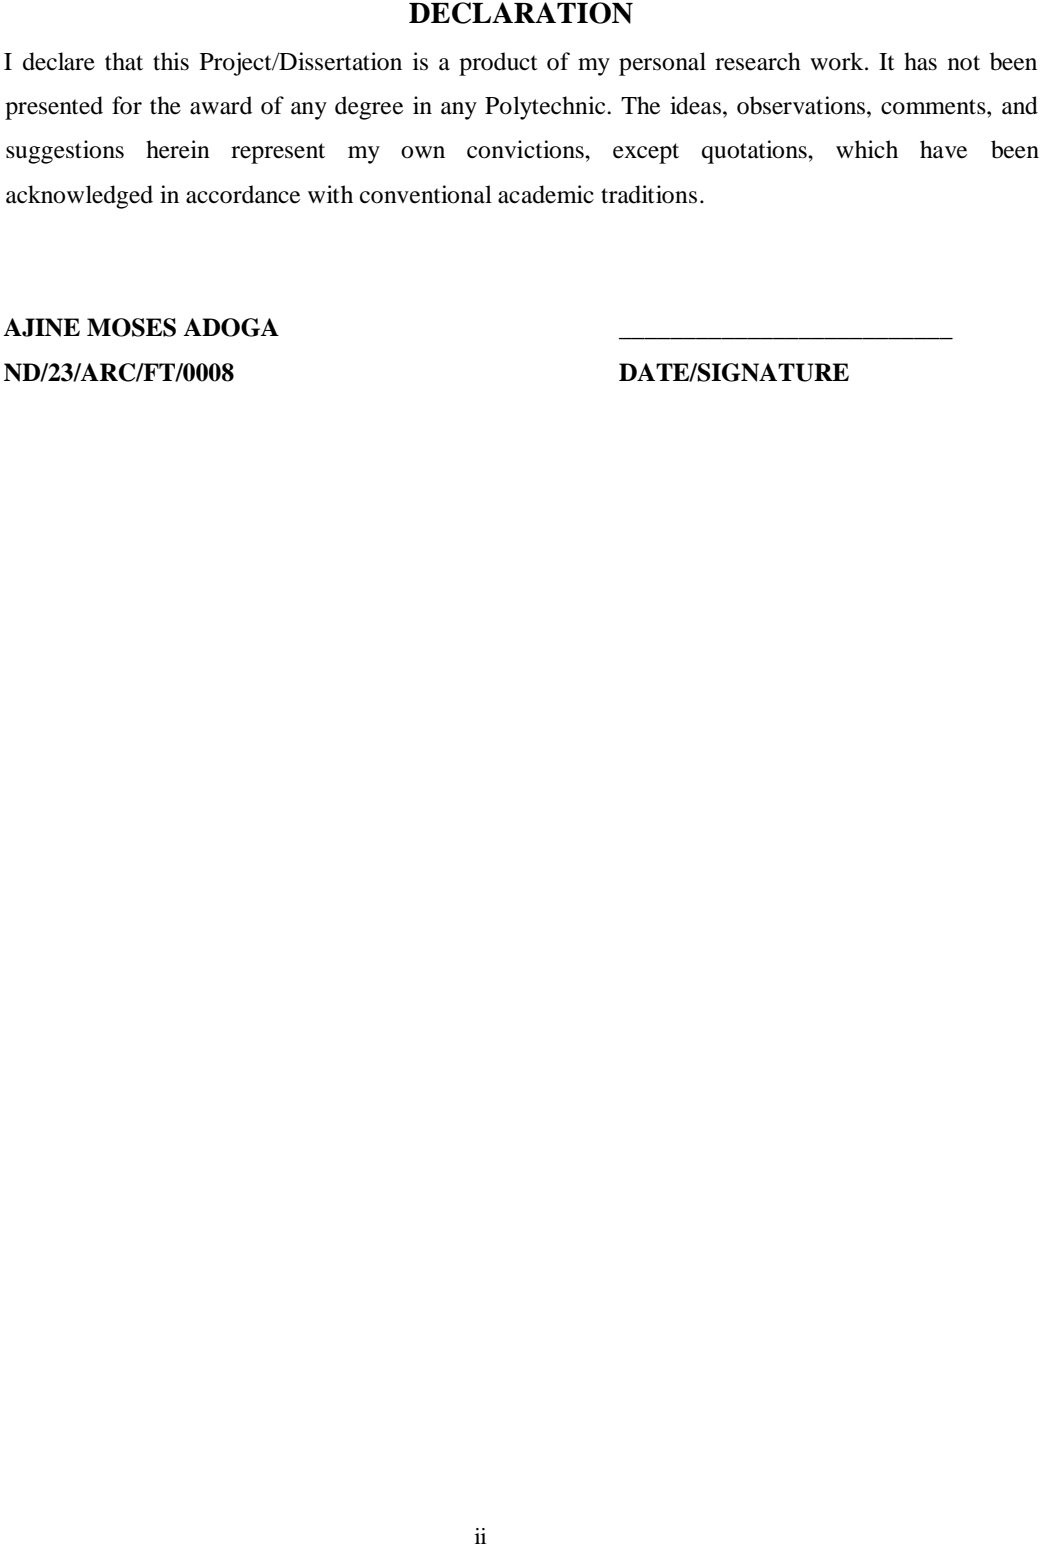 DECLARATION
I declare that this Project/Dissertation is a product of my personal research work. It has not been
presented for the award of any degree in any Polytechnic. The ideas, observations, comments, and
suggestions herein represent my own convictions, except quotations, which have been
acknowledged in accordance with conventional academic traditions.
AJINE MOSES ADOGA __________________________
ND/23/ARC/FT/0008 DATE/SIGNATURE
ii